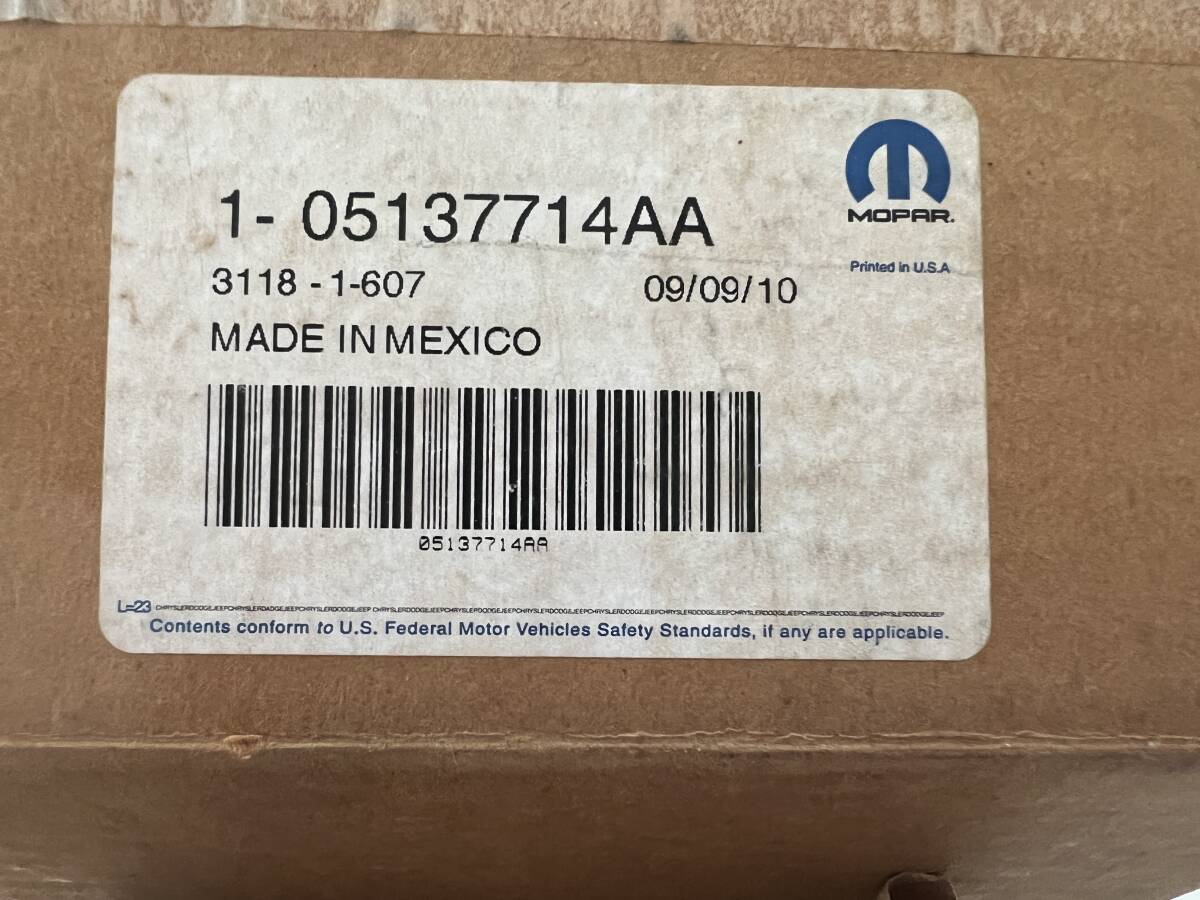 1- 05137714AA
MOPAR.
Printed in U.S.A
3118 - 1-607 09/09/10
MADE IN MEXICO
05137714AA
L=23
Contents conform to U.S. Federal Motor Vehicles Safety Standards, if any are applicable.